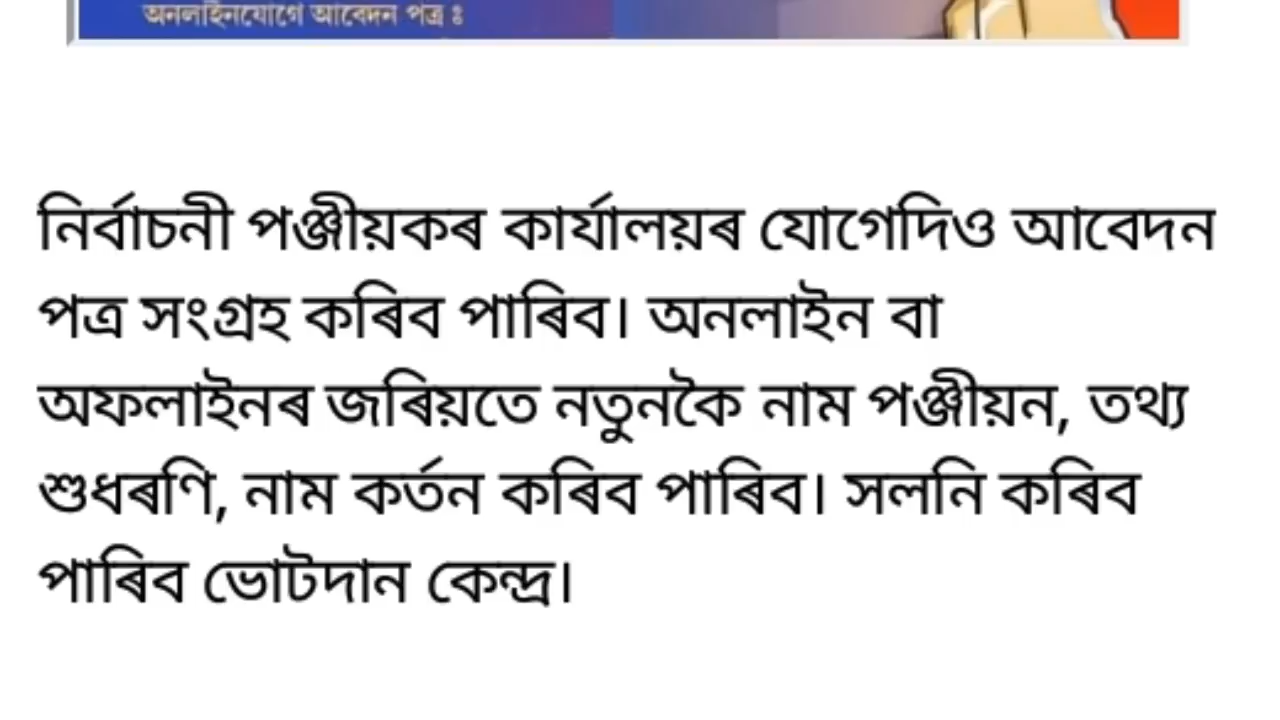 অনলাইনযোগে আবেদন পত্ৰ ঃ
নিৰ্বাচনী পঞ্জীয়কৰ কাৰ্যালয়ৰ যোগেদিও আবেদন
পত্ৰ সংগ্ৰহ কৰিব পাৰিব। অনলাইন বা
অফলাইনৰ জৰিয়তে নতুনকৈ নাম পঞ্জীয়ন, তথ্য
শুধৰণি, নাম কৰ্তন কৰিব পাৰিব। সলনি কৰিব
পাৰিব ভোটদান কেন্দ্ৰ।